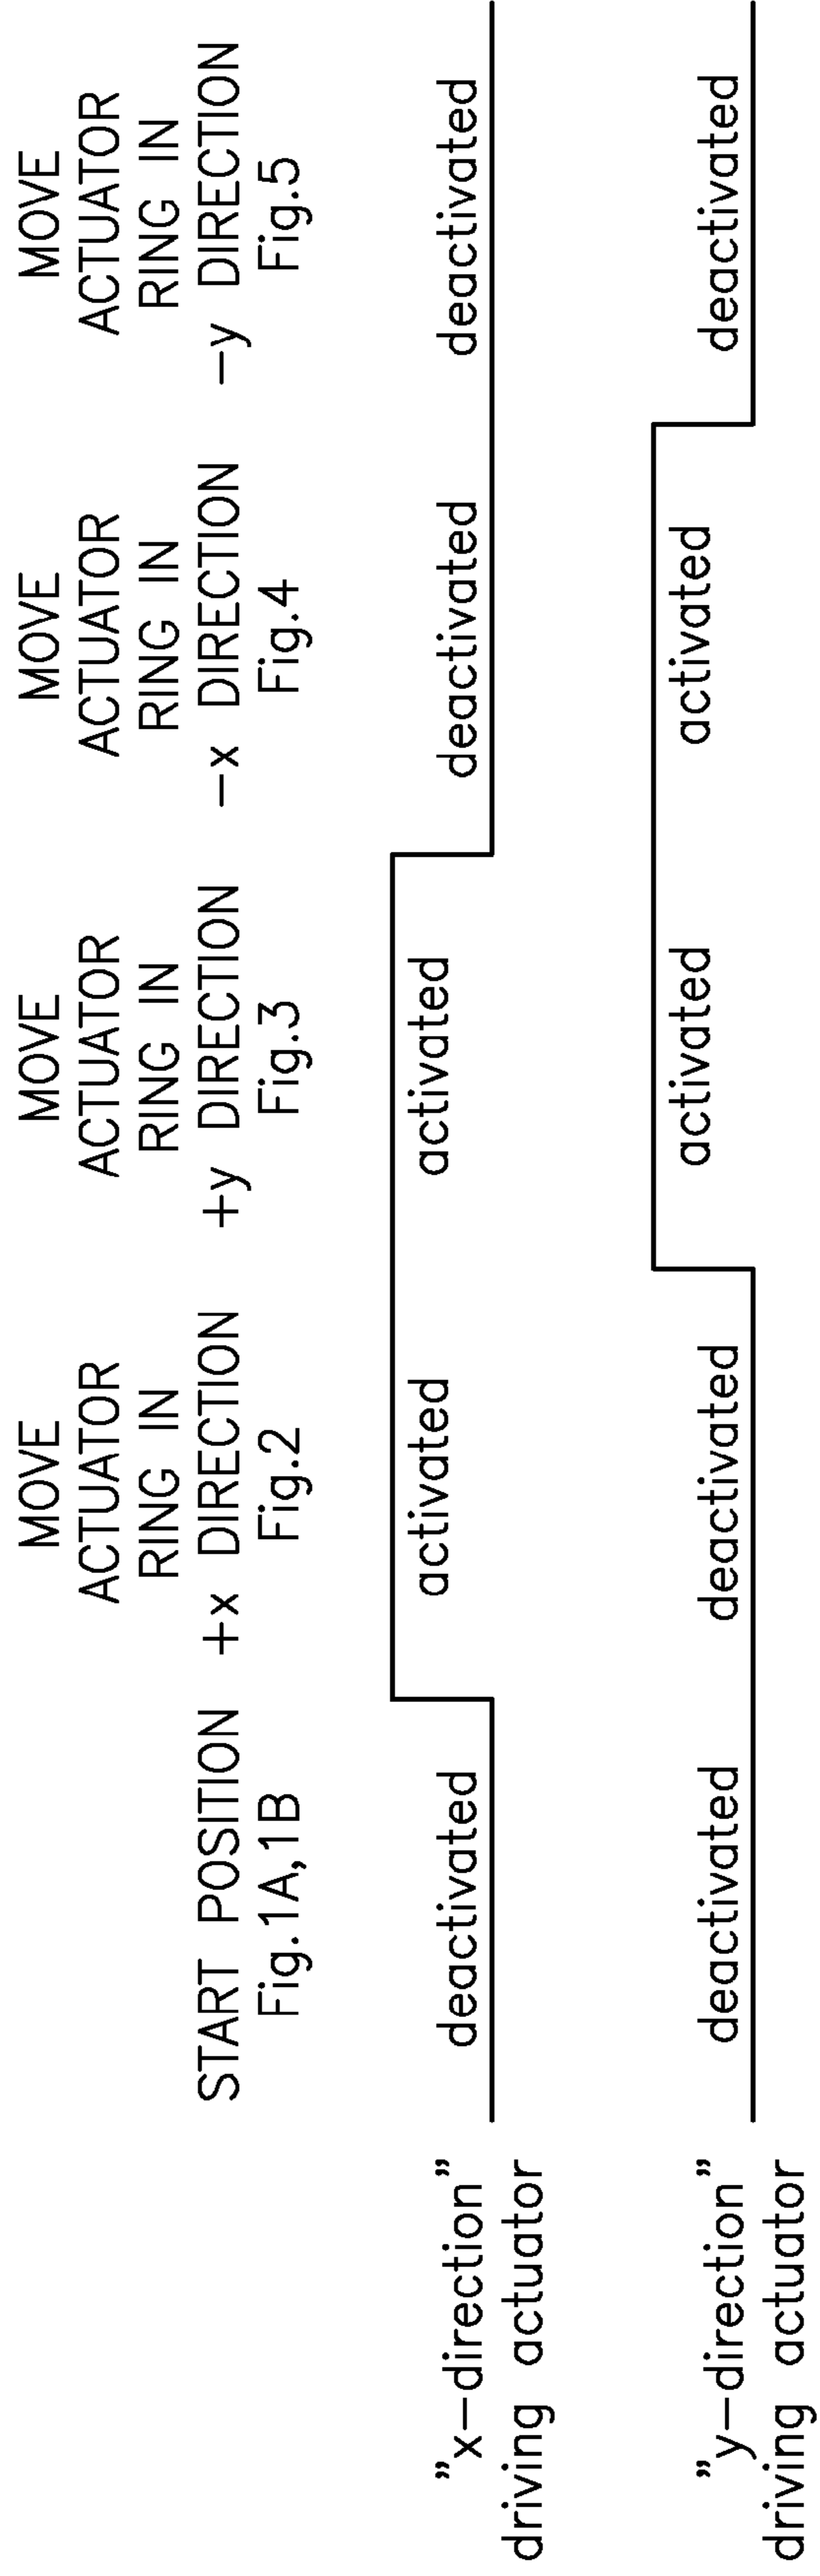 START POSITION
Fig.1A,1B
MOVE
ACTUATOR
RING IN
+x DIRECTION
Fig.2
MOVE
ACTUATOR
RING IN
+y DIRECTION
Fig.3
MOVE
ACTUATOR
RING IN
−x DIRECTION
Fig.4
MOVE
ACTUATOR
RING IN
−y DIRECTION
Fig.5
"x−direction"
driving actuator
deactivated
activated
activated
deactivated
deactivated
"y−direction"
driving actuator
deactivated
deactivated
activated
activated
deactivated